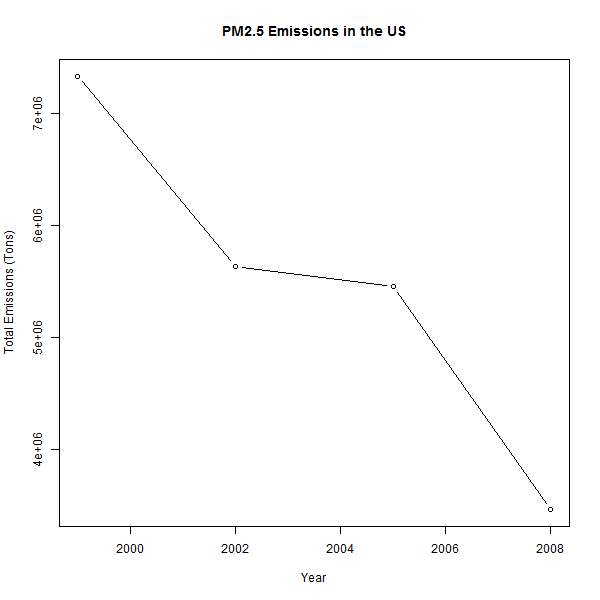 PM2.5 Emissions in the US
Total Emissions (Tons)
7e+06
6e+06
5e+06
4e+06
2000 2002 2004 2006 2008
Year